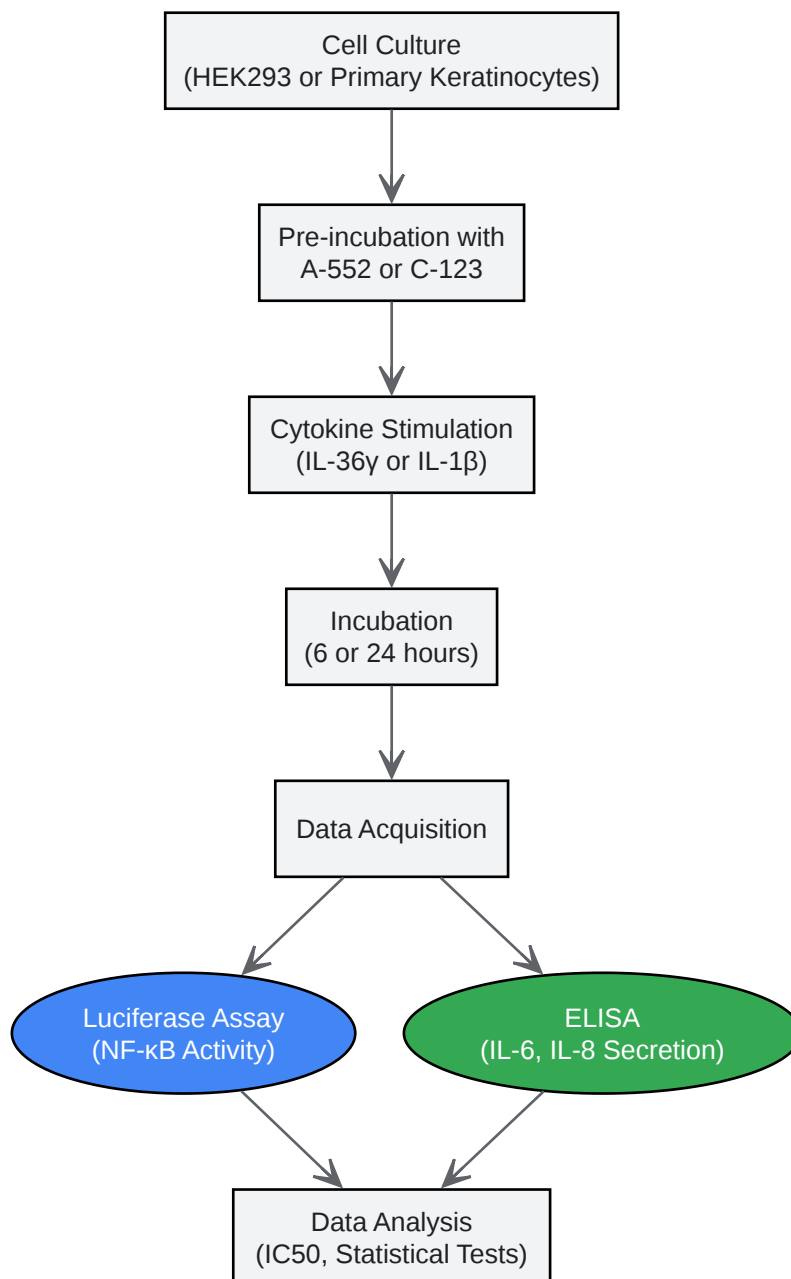 Cell Culture
(HEK293 or Primary Keratinocytes)
Pre-incubation with
A-552 or C-123
Cytokine Stimulation
(IL-36γ or IL-1β)
Incubation
(6 or 24 hours)
Data Acquisition
Luciferase Assay
(NF-κB Activity)
ELISA
(IL-6, IL-8 Secretion)
Data Analysis
(IC50, Statistical Tests)